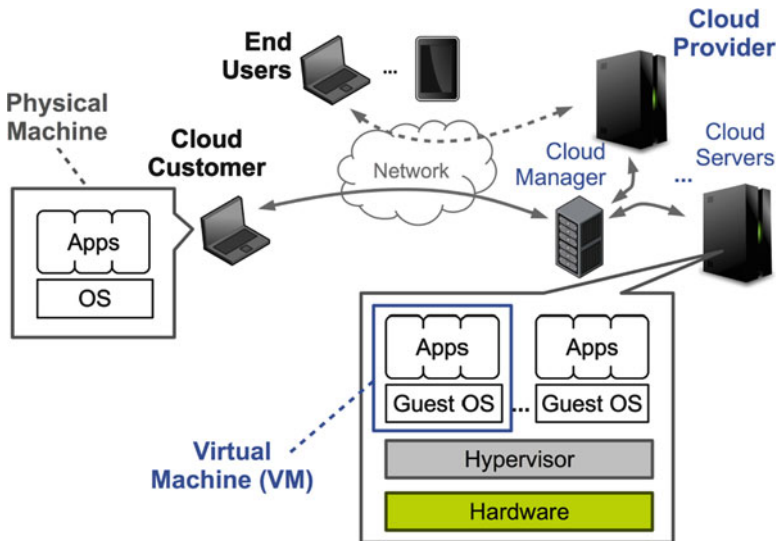 Cloud
Provider
End
Users
...
Physical
Machine
Cloud
Customer
Network
Cloud
Manager
Cloud
Servers
...
Apps
OS
Apps
Guest OS
...
Apps
Guest OS
Virtual
Machine (VM)
Hypervisor
Hardware